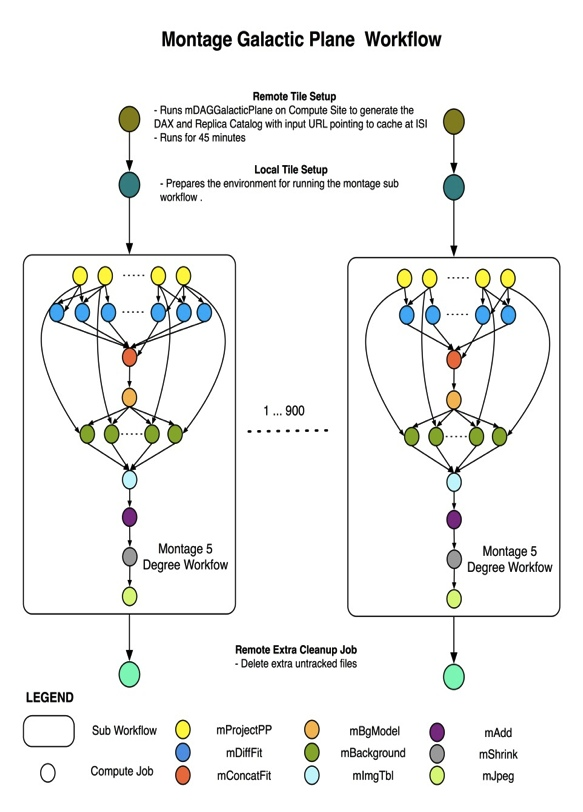 Montage Galactic Plane Workflow
Remote Tile Setup
- Runs mDAGGalacticPlane on Compute Site to generate the
DAX and Replica Catalog with input URL pointing to cache at ISI
- Runs for 45 minutes
Local Tile Setup
- Prepares the environment for running the montage sub
workflow .
1 ... 900
Montage 5
Degree Workfow
Montage 5
Degree Workfow
Remote Extra Cleanup Job
- Delete extra untracked files
LEGEND
Sub Workflow
mProjectPP
mBgModel
mAdd
mDiffFit
mBackground
mShrink
Compute Job
mConcatFit
mImgTbl
mJpeg